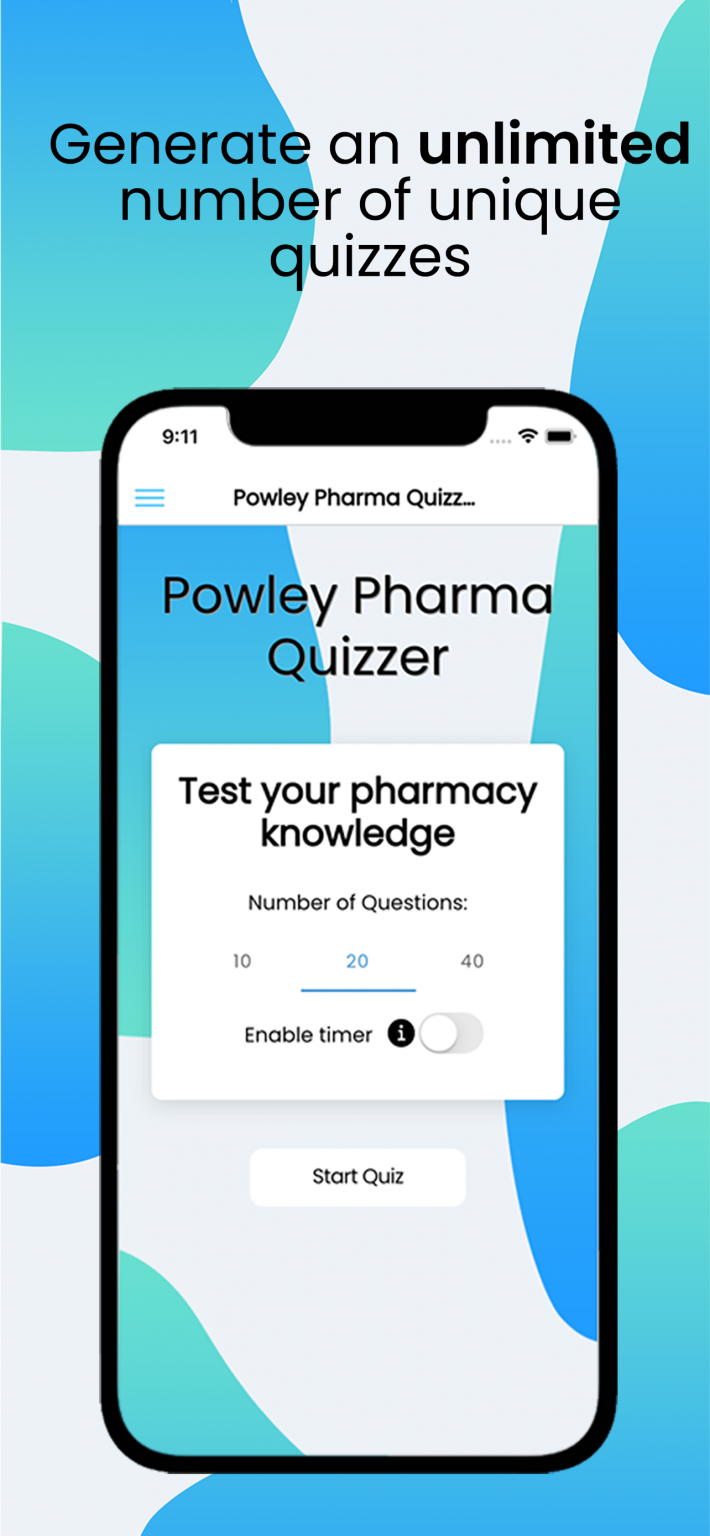 Generate an unlimited
number of unique
quizzes
9:11
Powley Pharma Quizz...
Powley Pharma
Quizzer
Test your pharmacy
knowledge
Number of Questions:
10 20 40
Enable timer i
Start Quiz